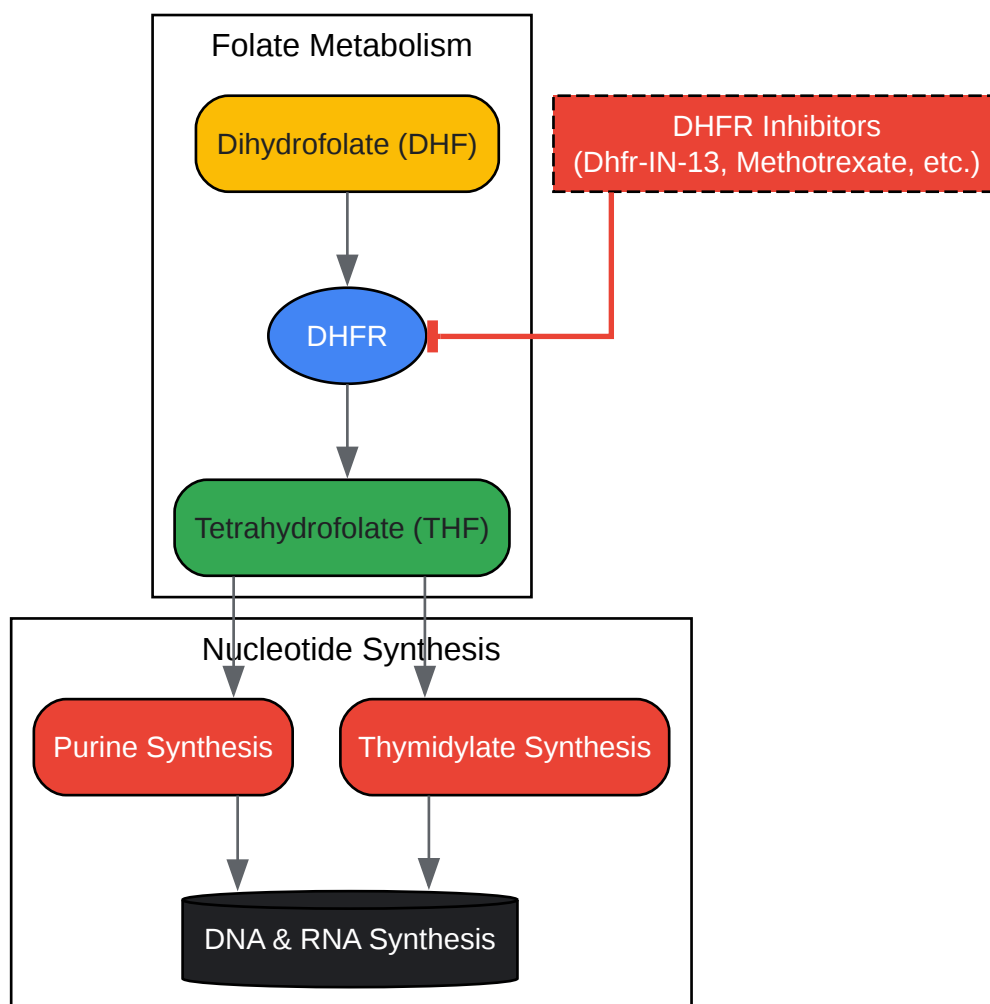 Folate Metabolism
Dihydrofolate (DHF)
DHFR Inhibitors
(Dhfr-IN-13, Methotrexate, etc.)
DHFR
Tetrahydrofolate (THF)
Nucleotide Synthesis
Purine Synthesis
Thymidylate Synthesis
DNA & RNA Synthesis